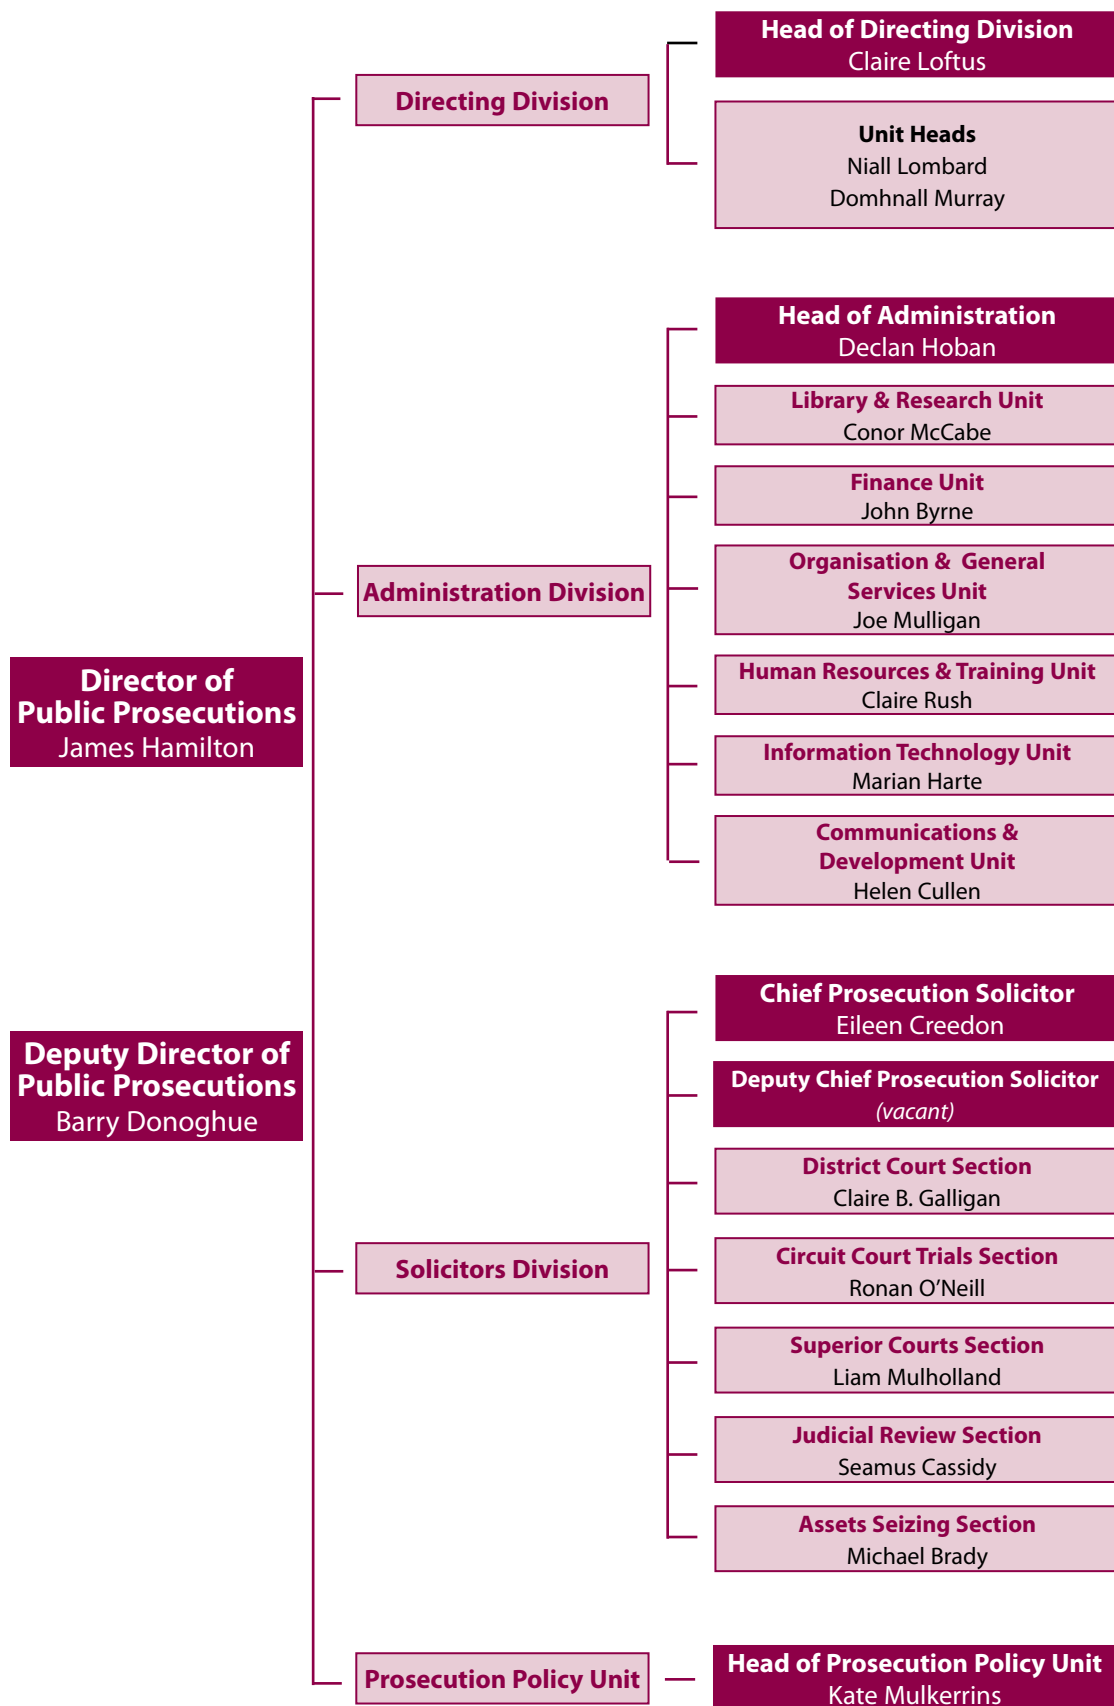 Director of
Public Prosecutions
James Hamilton
Deputy Director of
Public Prosecutions
Barry Donoghue
Directing Division
Head of Directing Division
Claire Loftus
Unit Heads
Niall Lombard
Domhnall Murray
Administration Division
Head of Administration
Declan Hoban
Library & Research Unit
Conor McCabe
Finance Unit
John Byrne
Organisation & General
Services Unit
Joe Mulligan
Human Resources & Training Unit
Claire Rush
Information Technology Unit
Marian Harte
Communications &
Development Unit
Helen Cullen
Solicitors Division
Chief Prosecution Solicitor
Eileen Creedon
Deputy Chief Prosecution Solicitor
(vacant)
District Court Section
Claire B. Galligan
Circuit Court Trials Section
Ronan O’Neill
Superior Courts Section
Liam Mulholland
Judicial Review Section
Seamus Cassidy
Assets Seizing Section
Michael Brady
Prosecution Policy Unit
Head of Prosecution Policy Unit
Kate Mulkerrins